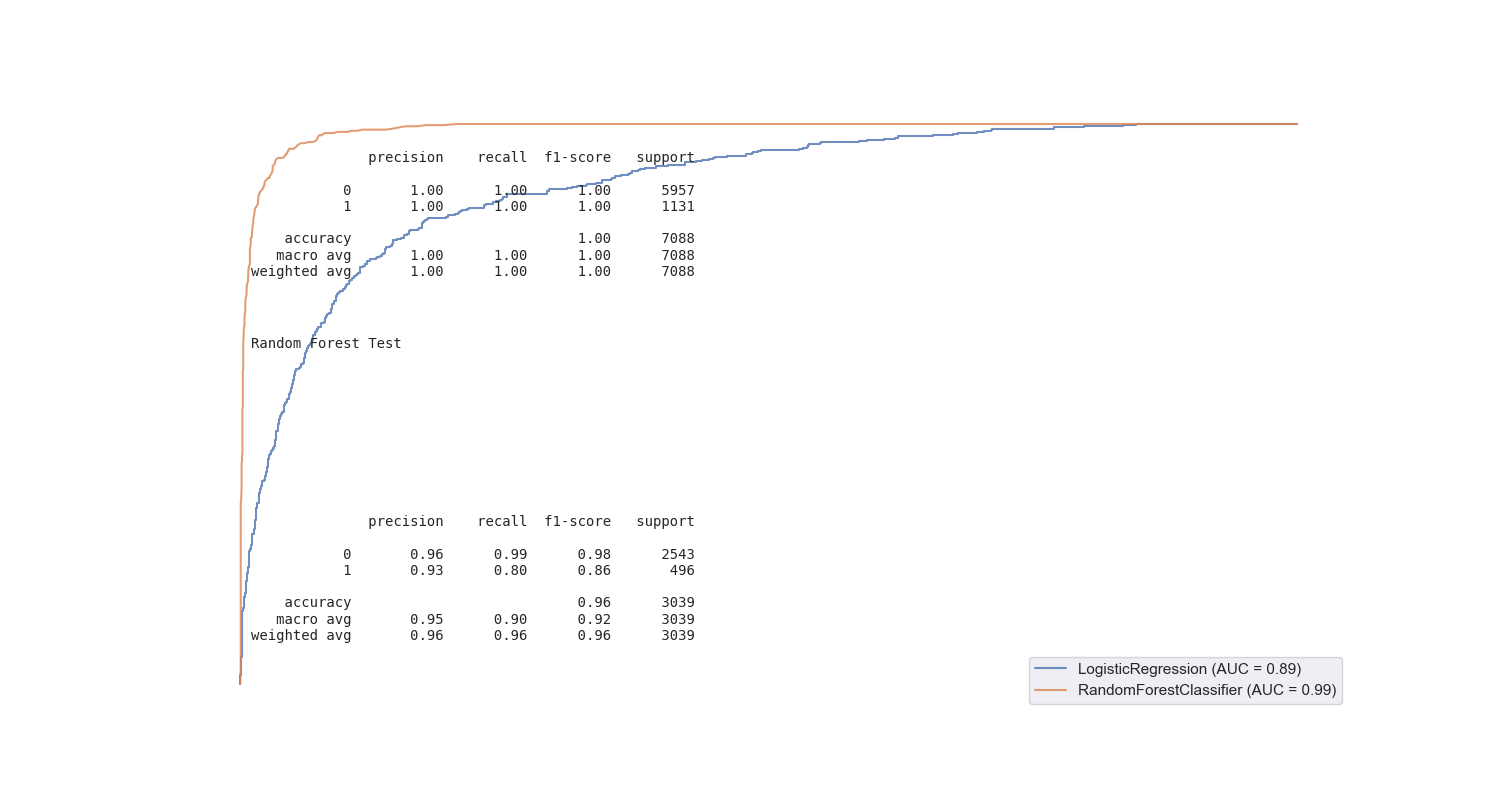 precision recall f1-score support
0 1.00 1.00 1.00 5957
1 1.00 1.00 1.00 1131
accuracy 1.00 7088
macro avg 1.00 1.00 1.00 7088
weighted avg 1.00 1.00 1.00 7088
Random Forest Test
precision recall f1-score support
0 0.96 0.99 0.98 2543
1 0.93 0.80 0.86 496
accuracy 0.96 3039
macro avg 0.95 0.90 0.92 3039
weighted avg 0.96 0.96 0.96 3039
LogisticRegression (AUC = 0.89)
RandomForestClassifier (AUC = 0.99)